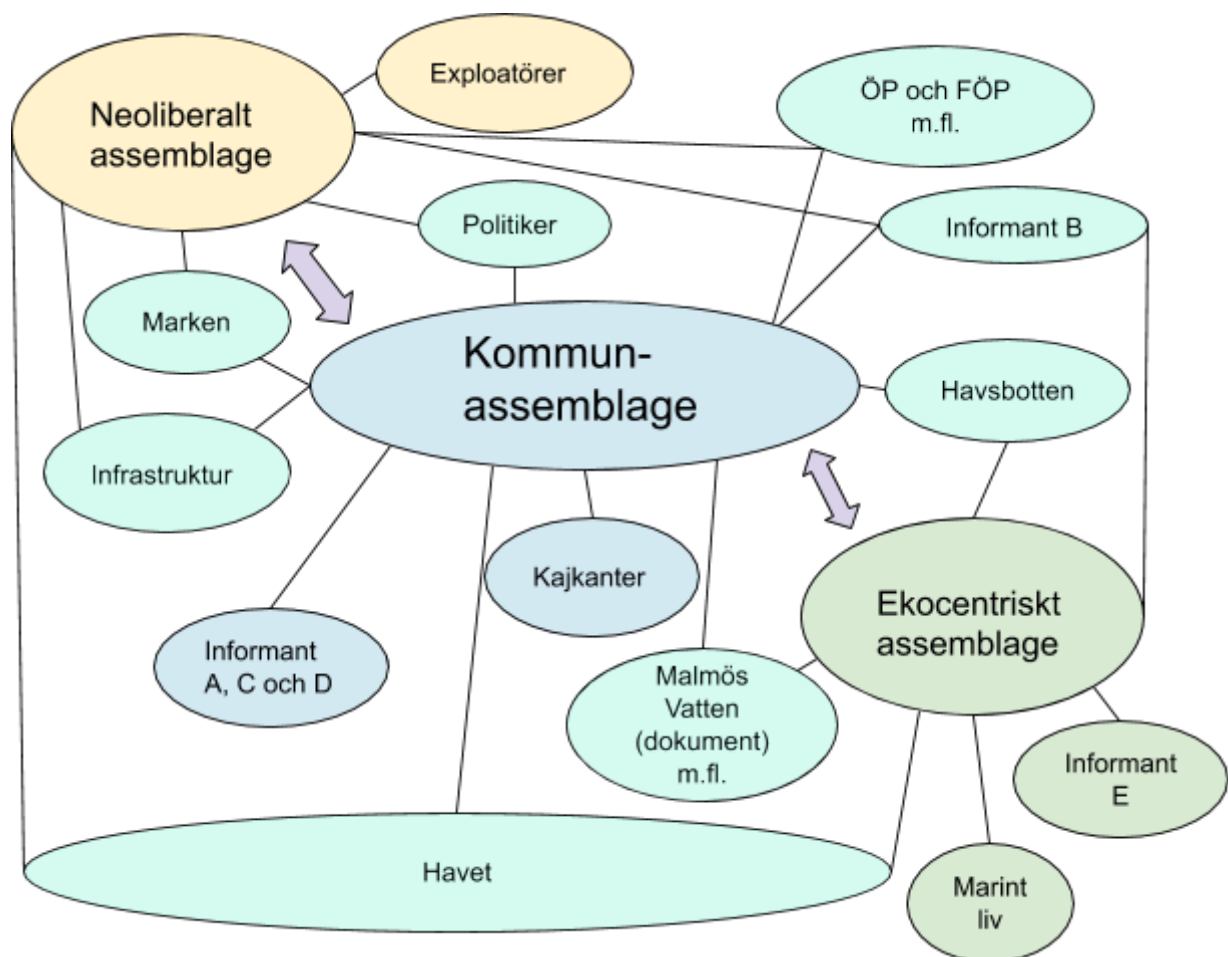 Exploatörer
Neoliberalt
assemblage
ÖP och FÖP
m.fl.
Politiker
Informant B
Marken
Kommun-
assemblage
Havsbotten
Infrastruktur
Kajkanter
Ekocentriskt
assemblage
Informant
A, C och D
Malmös
Vatten
(dokument)
m.fl.
Informant
E
Havet
Marint
liv